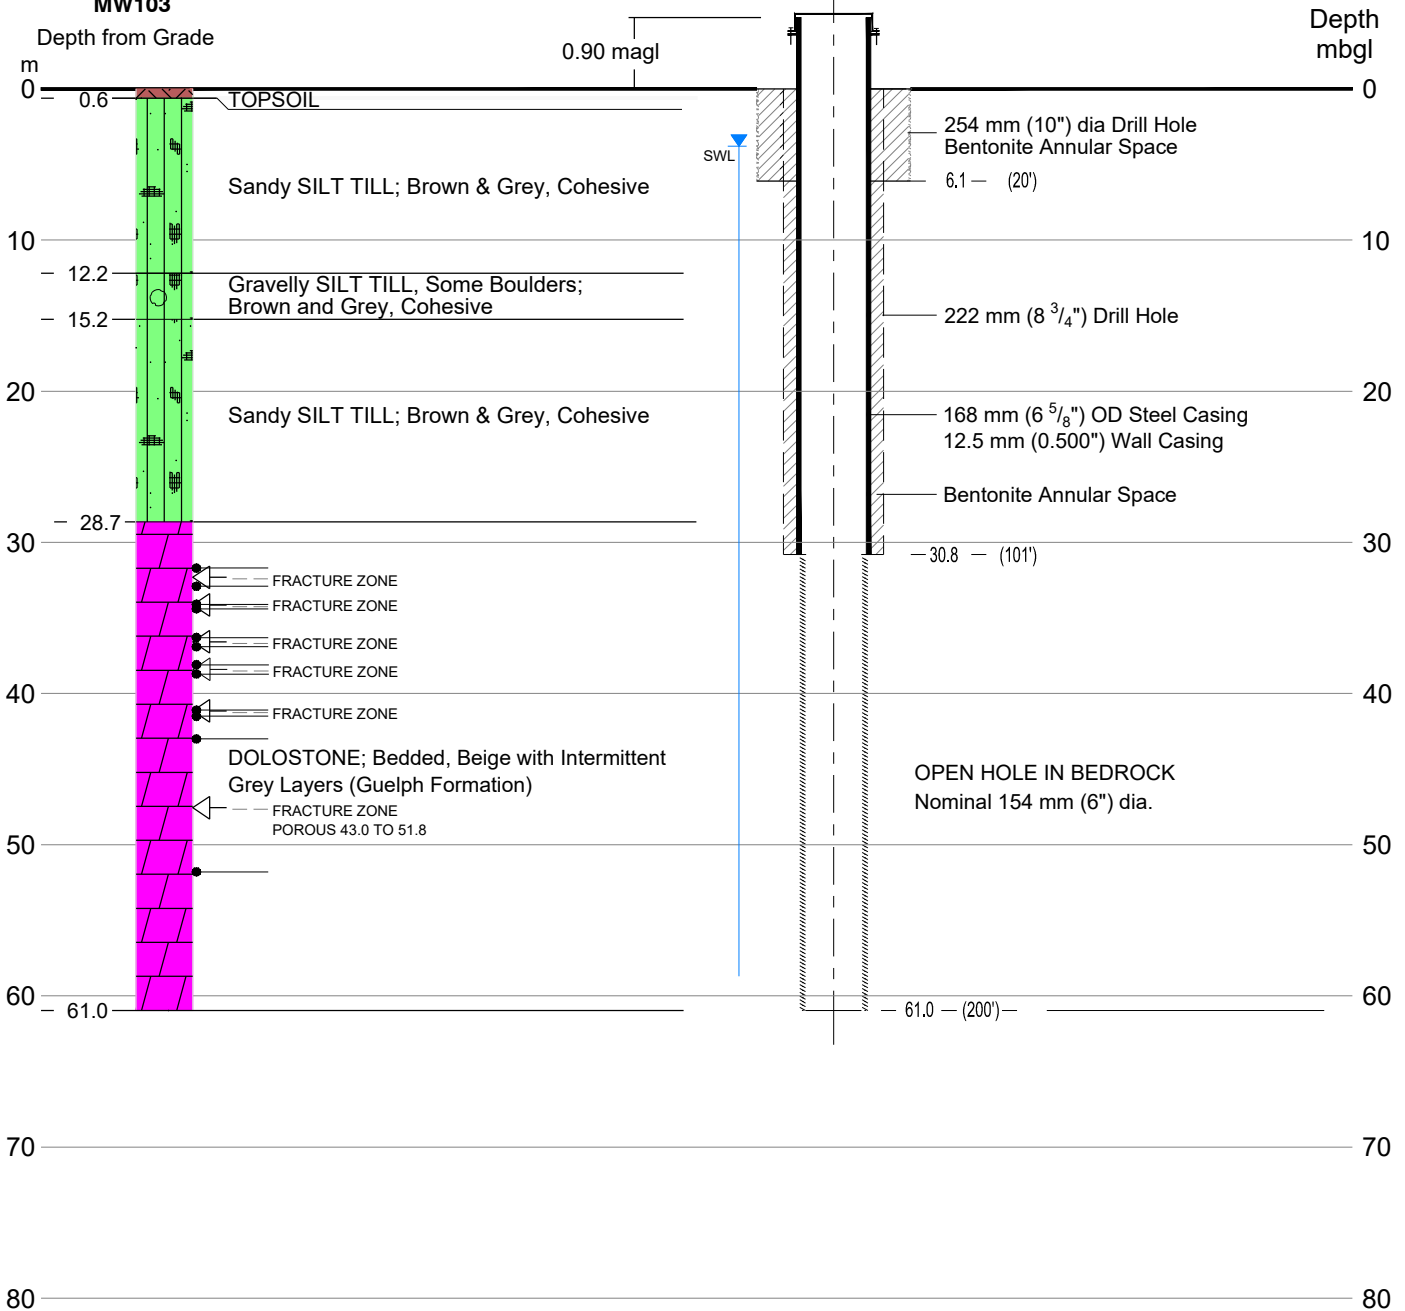 MW103
Depth from Grade
m
Depth
mbgl
0.90 magl
0
0
0.6
TOPSOIL
254 mm (10") dia Drill Hole
Bentonite Annular Space
SWL
6.1 (20')
Sandy SILT TILL; Brown & Grey, Cohesive
10
10
12.2
Gravelly SILT TILL, Some Boulders;
Brown and Grey, Cohesive
15.2
222 mm (8 3/4") Drill Hole
20
20
Sandy SILT TILL; Brown & Grey, Cohesive
168 mm (6 5/8") OD Steel Casing
12.5 mm (0.500") Wall Casing
Bentonite Annular Space
28.7
30
30
30.8 (101')
FRACTURE ZONE
FRACTURE ZONE
FRACTURE ZONE
FRACTURE ZONE
40
40
FRACTURE ZONE
DOLOSTONE; Bedded, Beige with Intermittent
Grey Layers (Guelph Formation)
OPEN HOLE IN BEDROCK
Nominal 154 mm (6") dia.
FRACTURE ZONE
POROUS 43.0 TO 51.8
50
50
60
60
61.0
61.0 (200')
70
70
80
80